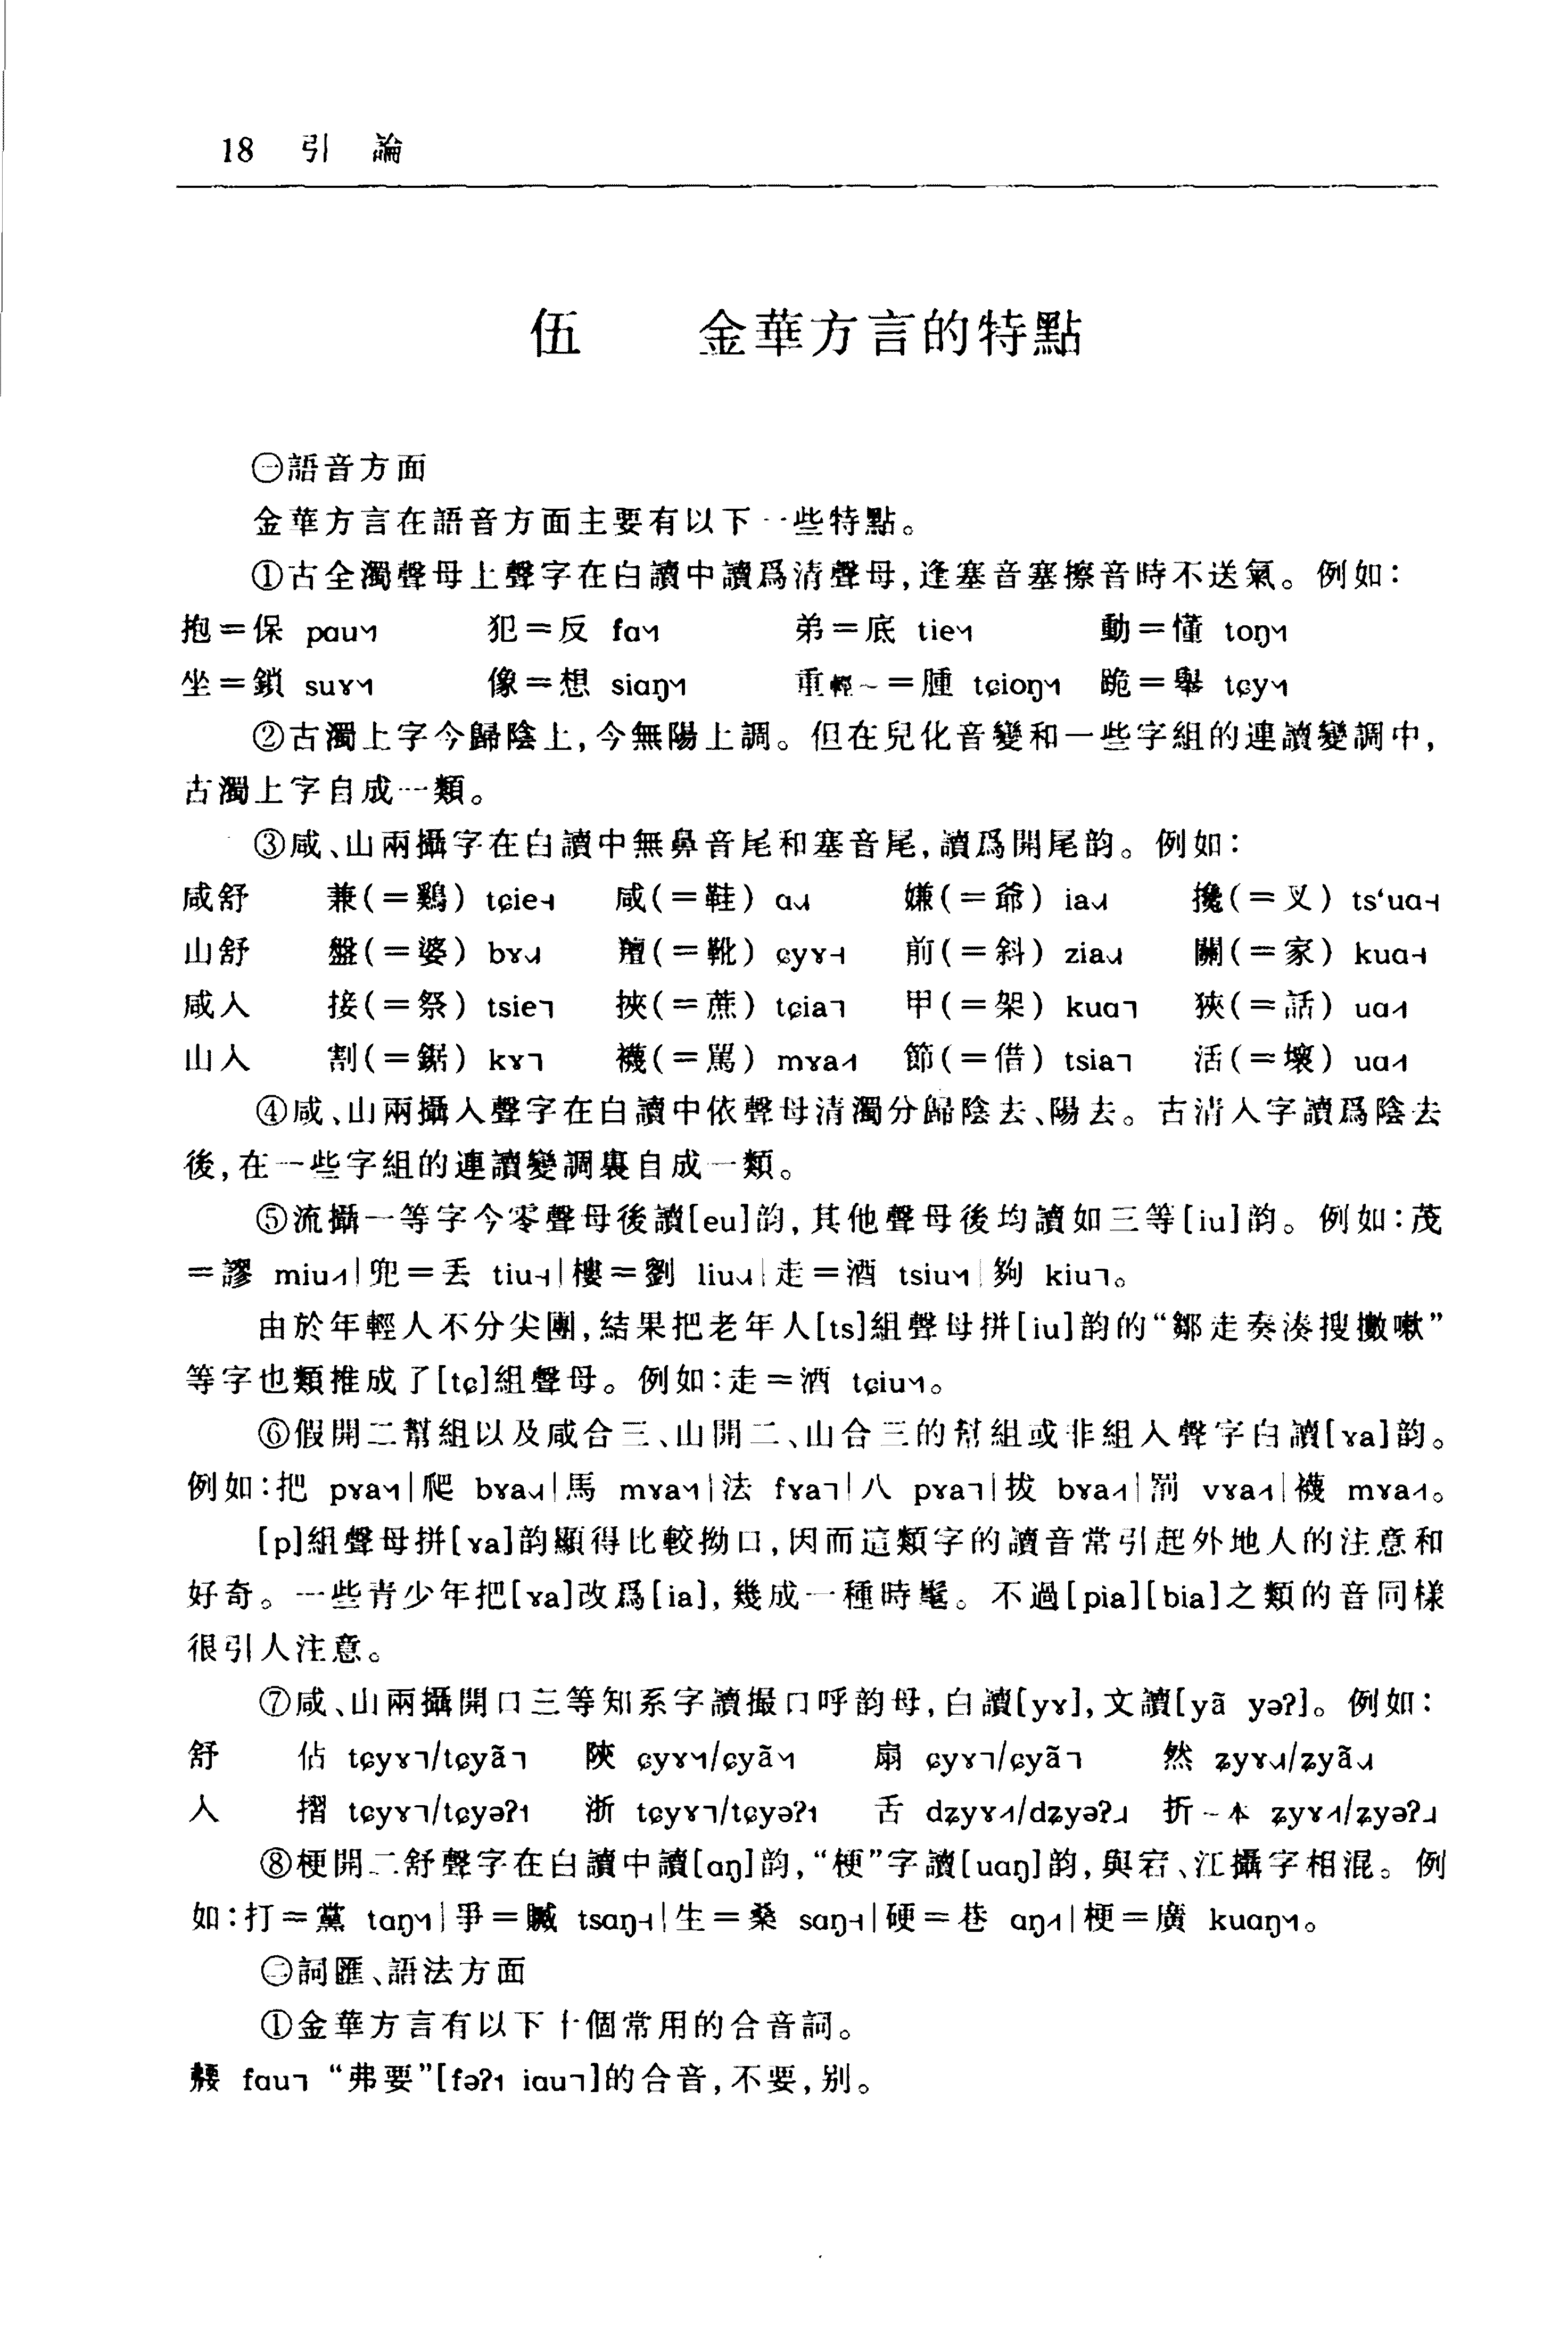 18 引 論
伍 金華方言的特點
㊀語音方面
金華方言在語音方面主要有以下一些特點。
①古全濁聲母上聲字在白讀中讀爲清聲母,逢塞音塞擦音時不送氣。例如:
抱＝保 pɑu˥˧˥ 犯＝反 fɑ˥˧˥ 弟＝底 tie˥˧˥ 動＝懂 toŋ˥˧˥
坐＝鎖 suɤ˥˧˥ 像＝想 siɑŋ˥˧˥ 重輕~＝腫 tɕioŋ˥˧˥ 跪＝舉 tɕy˥˧˥
②古濁上字今歸陰上,今無陽上調。但在兒化音變和一些字組的連讀變調中,
古濁上字自成一類。
③咸、山兩攝字在白讀中無鼻音尾和塞音尾,讀爲開尾韵。例如:
咸舒 兼(＝鷄) tɕie˧˧˦ 咸(＝鞋) ɑ˧˩˧ 嫌(＝爺) ia˧˩˧ 攙(＝叉) tsʻuɑ˧˧˦
山舒 盤(＝婆) bɤ˧˩˧ 羶(＝靴) ɕyɤ˧˧˦ 前(＝斜) zia˧˩˧ 關(＝家) kuɑ˧˧˦
咸入 接(＝祭) tsie˥ 挾(＝蔗) tɕia˥ 甲(＝架) kuɑ˥ 狹(＝話) uɑ˩˦
山入 割(＝鋸) kɤ˥ 襪(＝駡) mɤa˩˦ 節(＝借) tsia˥ 活(＝壞) uɑ˩˦
④咸、山兩攝入聲字在白讀中依聲母清濁分歸陰去、陽去。古清入字讀爲陰去
後,在一些字組的連讀變調裏自成一類。
⑤流攝一等字今零聲母後讀[eu]韵,其他聲母後均讀如三等[iu]韵。例如:茂
＝謬 miu˩˦|兜＝丢 tiu˧˧˦|樓＝劉 liu˧˩˧|走＝酒 tsiu˥˧˥|夠 kiu˥。
由於年輕人不分尖團,結果把老年人[ts]組聲母拼[iu]韵的“鄒走奏湊搜擻嗽”
等字也類推成了[tɕ]組聲母。例如:走＝酒 tɕiu˥˧˥。
⑥假開二幫組以及咸合三、山開二、山合三的幫組或非組入聲字白讀[ɤa]韵。
例如:把 pɤa˥˧˥|爬 bɤa˧˩˧|馬 mɤa˥˧˥|法 fɤa˥|八 pɤa˥|拔 bɤa˩˦|罰 vɤa˩˦|襪 mɤa˩˦。
[p]組聲母拼[ɤa]韵顯得比較拗口,因而這類字的讀音常引起外地人的注意和
好奇。一些青少年把[ɤa]改爲[ia],幾成一種時髦。不過[pia][bia]之類的音同樣
很引人注意。
⑦咸、山兩攝開口三等知系字讀撮口呼韵母,白讀[yɤ],文讀[yã yəʔ]。例如:
舒 佔 tɕyɤ˥/tɕyã˥ 陝 ɕyɤ˥˧˥/ɕyã˥˧˥ 扇 ɕyɤ˥/ɕyã˥ 然 ʑyɤ˧˩˧/ʑyã˧˩˧
入 摺 tɕyɤ˥/tɕyəʔ˦ 浙 tɕyɤ˥/tɕyəʔ˦ 舌 dʑyɤ˩˦/dʑyəʔ˨˩˨ 折~本 ʑyɤ˩˦/ʑyəʔ˨˩˨
⑧梗開二舒聲字在白讀中讀[ɑŋ]韵,“梗”字讀[uɑŋ]韵,與宕、江攝字相混。例
如:打＝黨 tɑŋ˥˧˥|爭＝贓 tsɑŋ˧˧˦|生＝桑 sɑŋ˧˧˦|硬＝巷 ɑŋ˩˦|梗＝廣 kuɑŋ˥˧˥。
㊁詞匯、語法方面
①金華方言有以下十個常用的合音詞。
覅 fɑu˥ “弗要”[fəʔ˦ iɑu˥]的合音,不要,别。